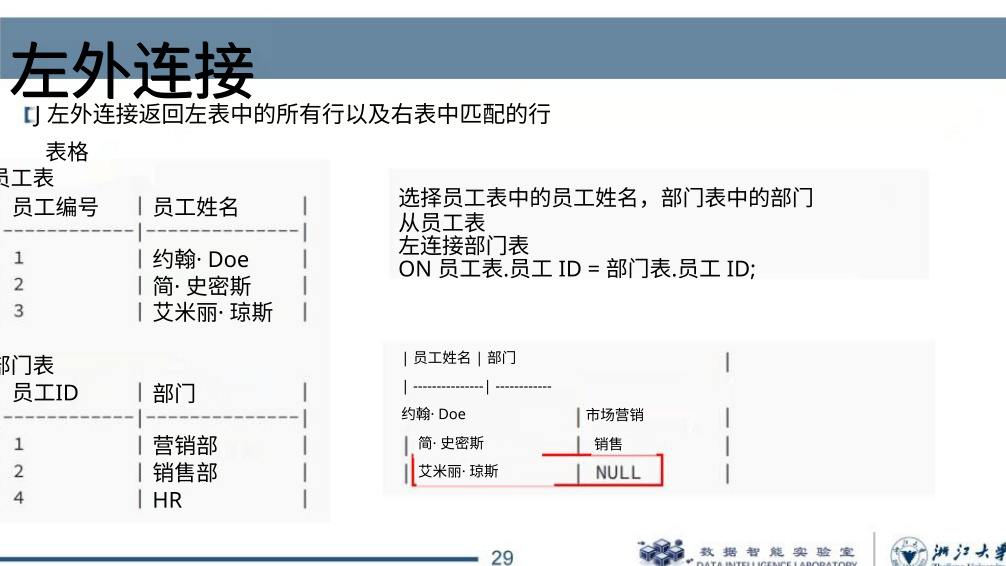 左外连接
左外连接返回左表中的所有行以及右表中匹配的行
表格
员工表
员工编号 | 员工姓名 |
------------|--------------|
1 | 约翰· Doe |
2 | 简· 史密斯 |
3 | 艾米丽· 琼斯 |
部门表
员工ID | 部门 |
------------|--------------|
1 | 营销部 |
2 | 销售部 |
4 | HR |
选择员工表中的员工姓名，部门表中的部门
从员工表
左连接部门表
ON 员工表.员工 ID = 部门表.员工 ID;
| 员工姓名 | 部门 |
| ---------------| ------------
约翰· Doe | 市场营销 |
| 简· 史密斯 | 销售 |
| 艾米丽· 琼斯 | NULL |
29
数据智能实验室
DATA INTELLIGENCE LABORATORY
浙江大学